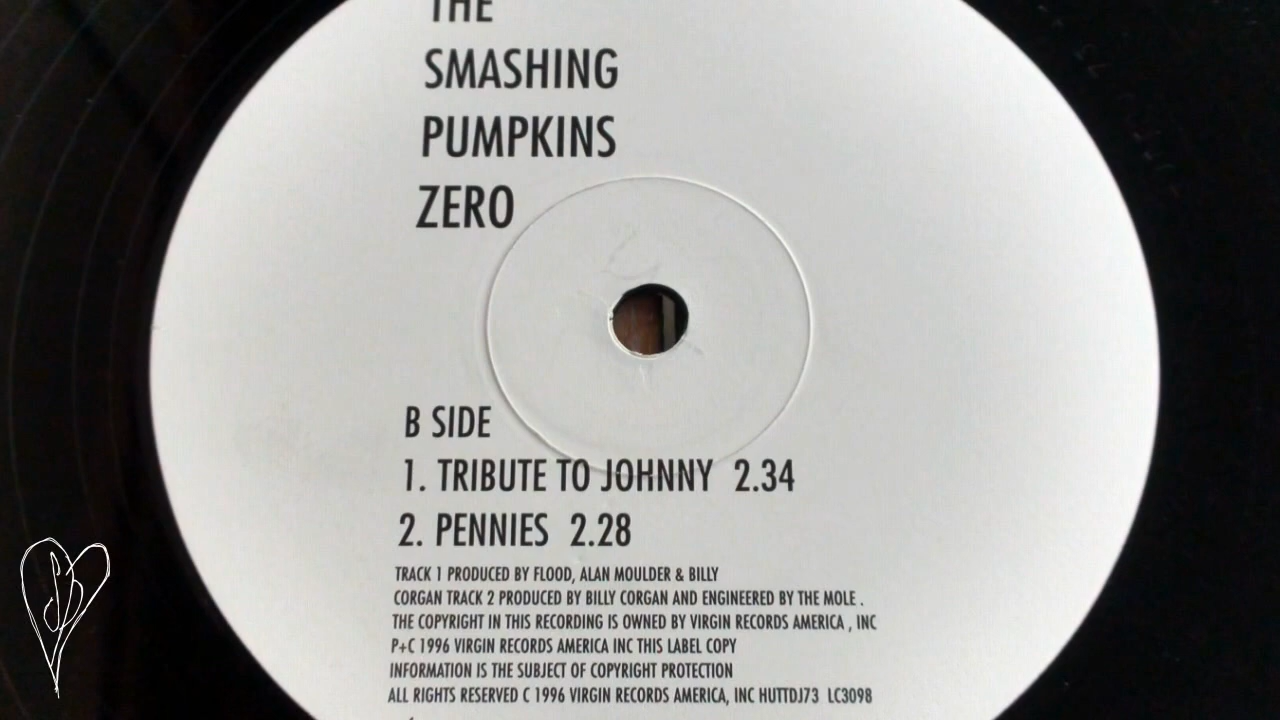 THE
SMASHING
PUMPKINS
ZERO
B SIDE
1. TRIBUTE TO JOHNNY 2.34
2. PENNIES 2.28
TRACK 1 PRODUCED BY FLOOD, ALAN MOULDER & BILLY
CORGAN TRACK 2 PRODUCED BY BILLY CORGAN AND ENGINEERED BY THE MOLE .
THE COPYRIGHT IN THIS RECORDING IS OWNED BY VIRGIN RECORDS AMERICA , INC
P+C 1996 VIRGIN RECORDS AMERICA INC THIS LABEL COPY
INFORMATION IS THE SUBJECT OF COPYRIGHT PROTECTION
ALL RIGHTS RESERVED C 1996 VIRGIN RECORDS AMERICA, INC HUTTDJ73 LC3098